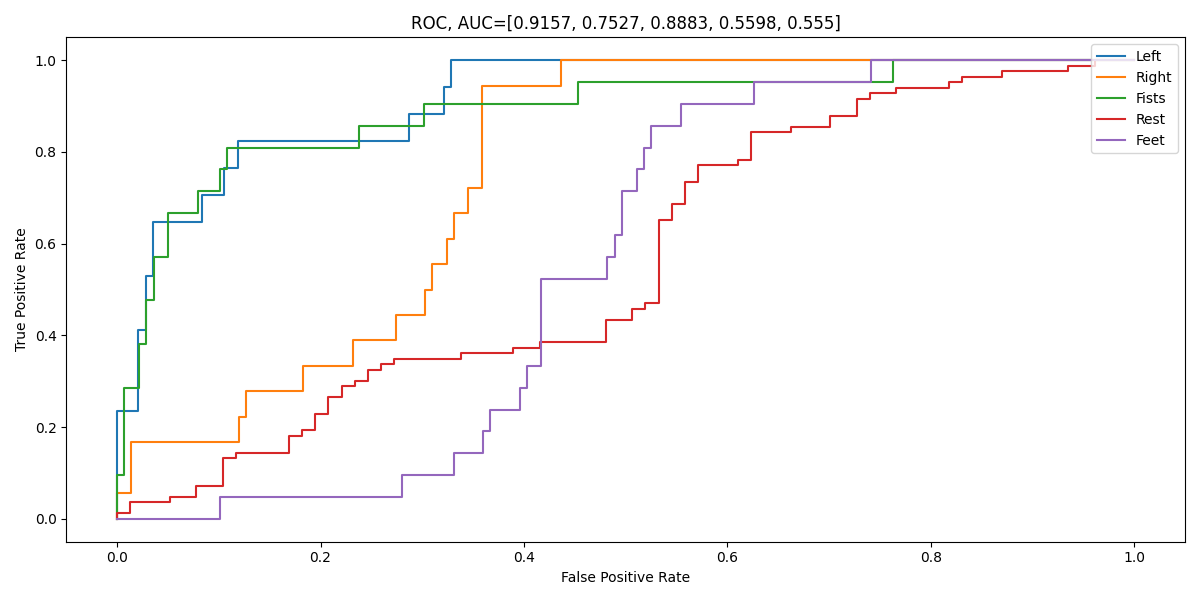 ROC, AUC=[0.9157, 0.7527, 0.8883, 0.5598, 0.555]
Left
Right
Fists
Rest
Feet
True Positive Rate
1.0
0.8
0.6
0.4
0.2
0.0
0.0 0.2 0.4 0.6 0.8 1.0
False Positive Rate